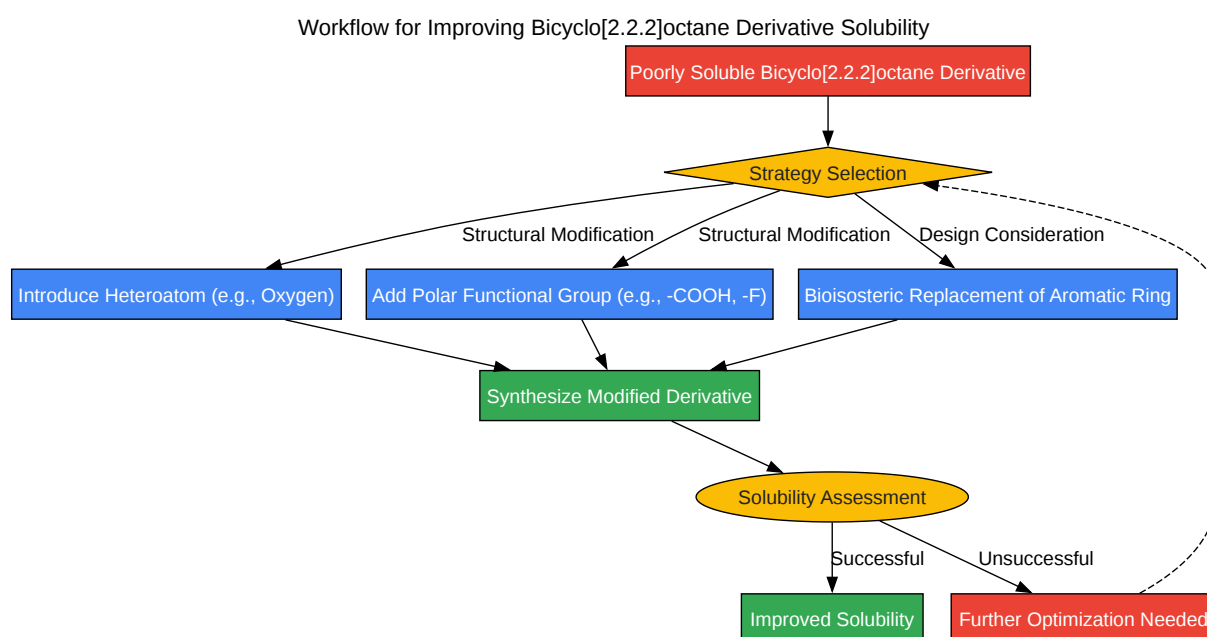 Workflow for Improving Bicyclo[2.2.2]octane Derivative Solubility
Poorly Soluble Bicyclo[2.2.2]octane Derivative
Strategy Selection
Structural Modification
Structural Modification
Design Consideration
Introduce Heteroatom (e.g., Oxygen)
Add Polar Functional Group (e.g., -COOH, -F)
Bioisosteric Replacement of Aromatic Ring
Synthesize Modified Derivative
Solubility Assessment
Successful
Unsuccessful
Improved Solubility
Further Optimization Needed